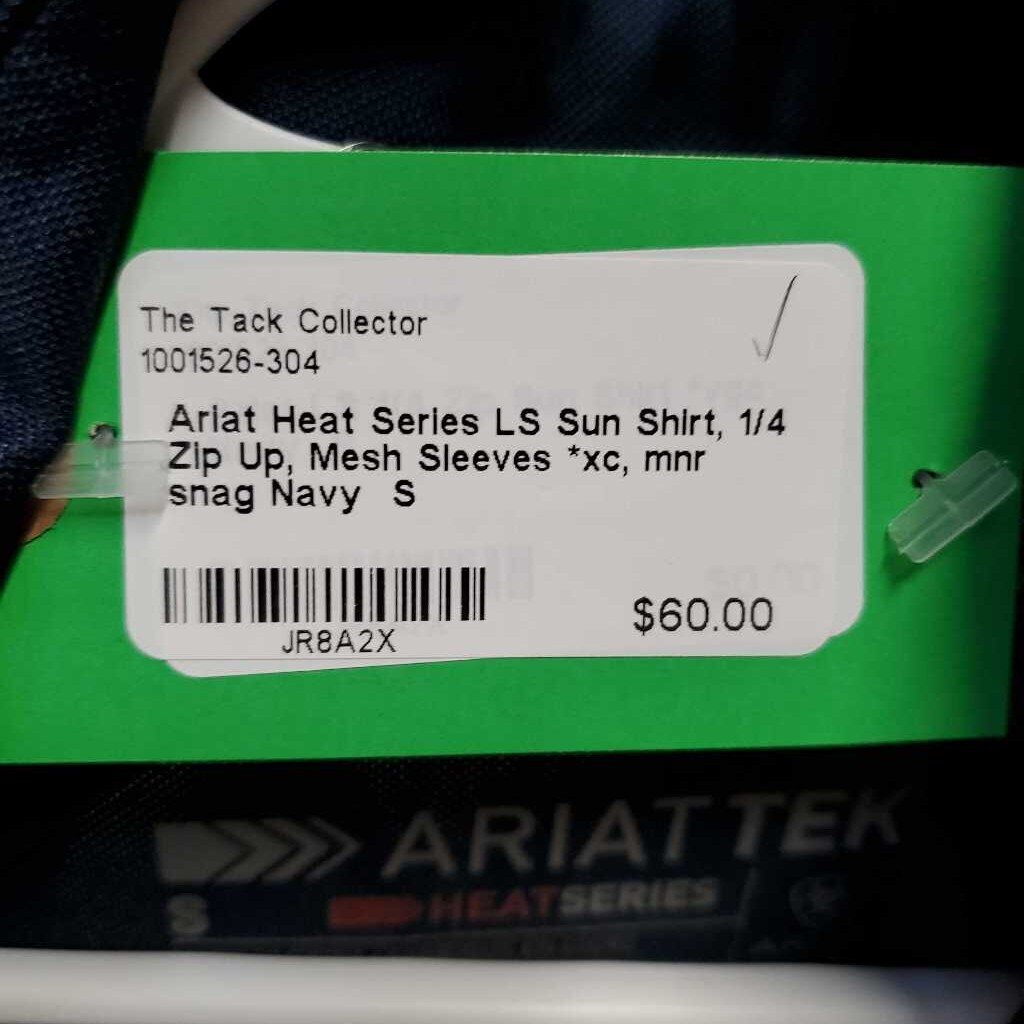 The Tack Collector
1001526-304
Ariat Heat Series LS Sun Shirt, 1/4
Zip Up, Mesh Sleeves *xc, mnr
snag Navy S
JR8A2X
$60.00
ARIATTEK
S
HEATSERIES